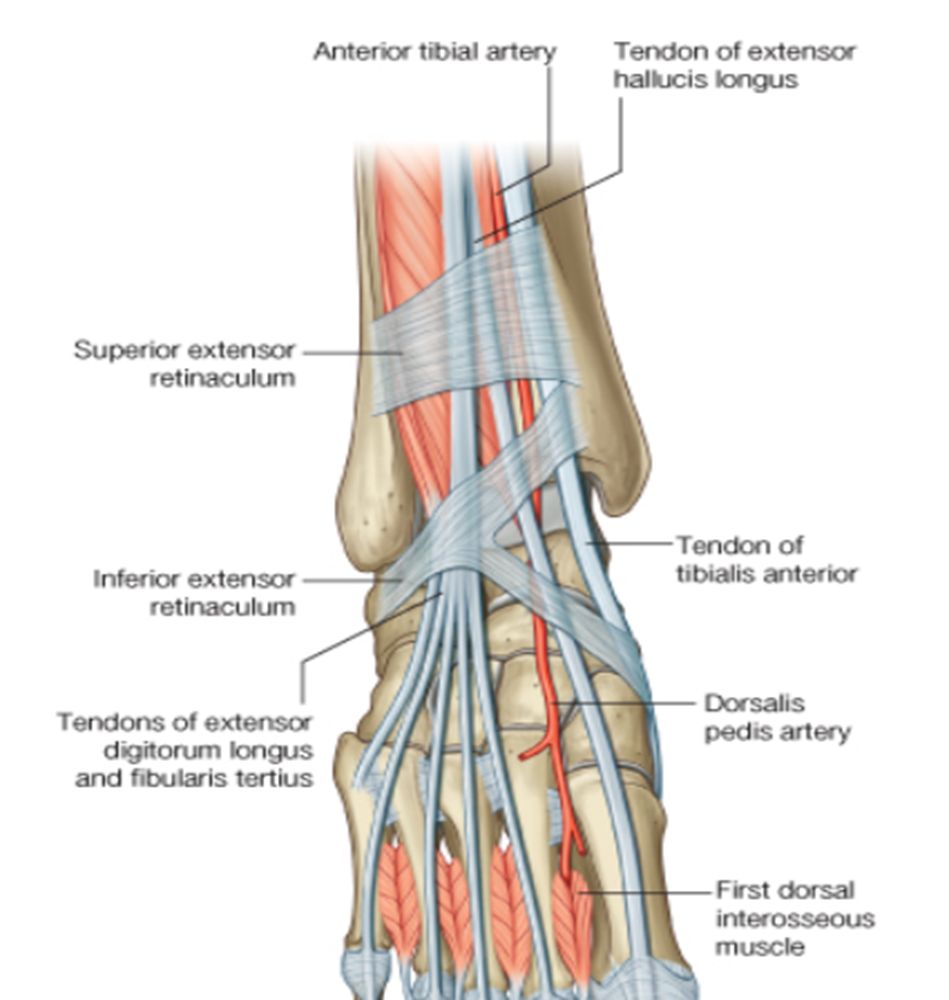 Anterior tibial artery
Tendon of extensor
hallucis longus
Superior extensor
retinaculum
Tendon of
tibialis anterior
Inferior extensor
retinaculum
Dorsalis
pedis artery
Tendons of extensor
digitorum longus
and fibularis tertius
First dorsal
interosseous
muscle